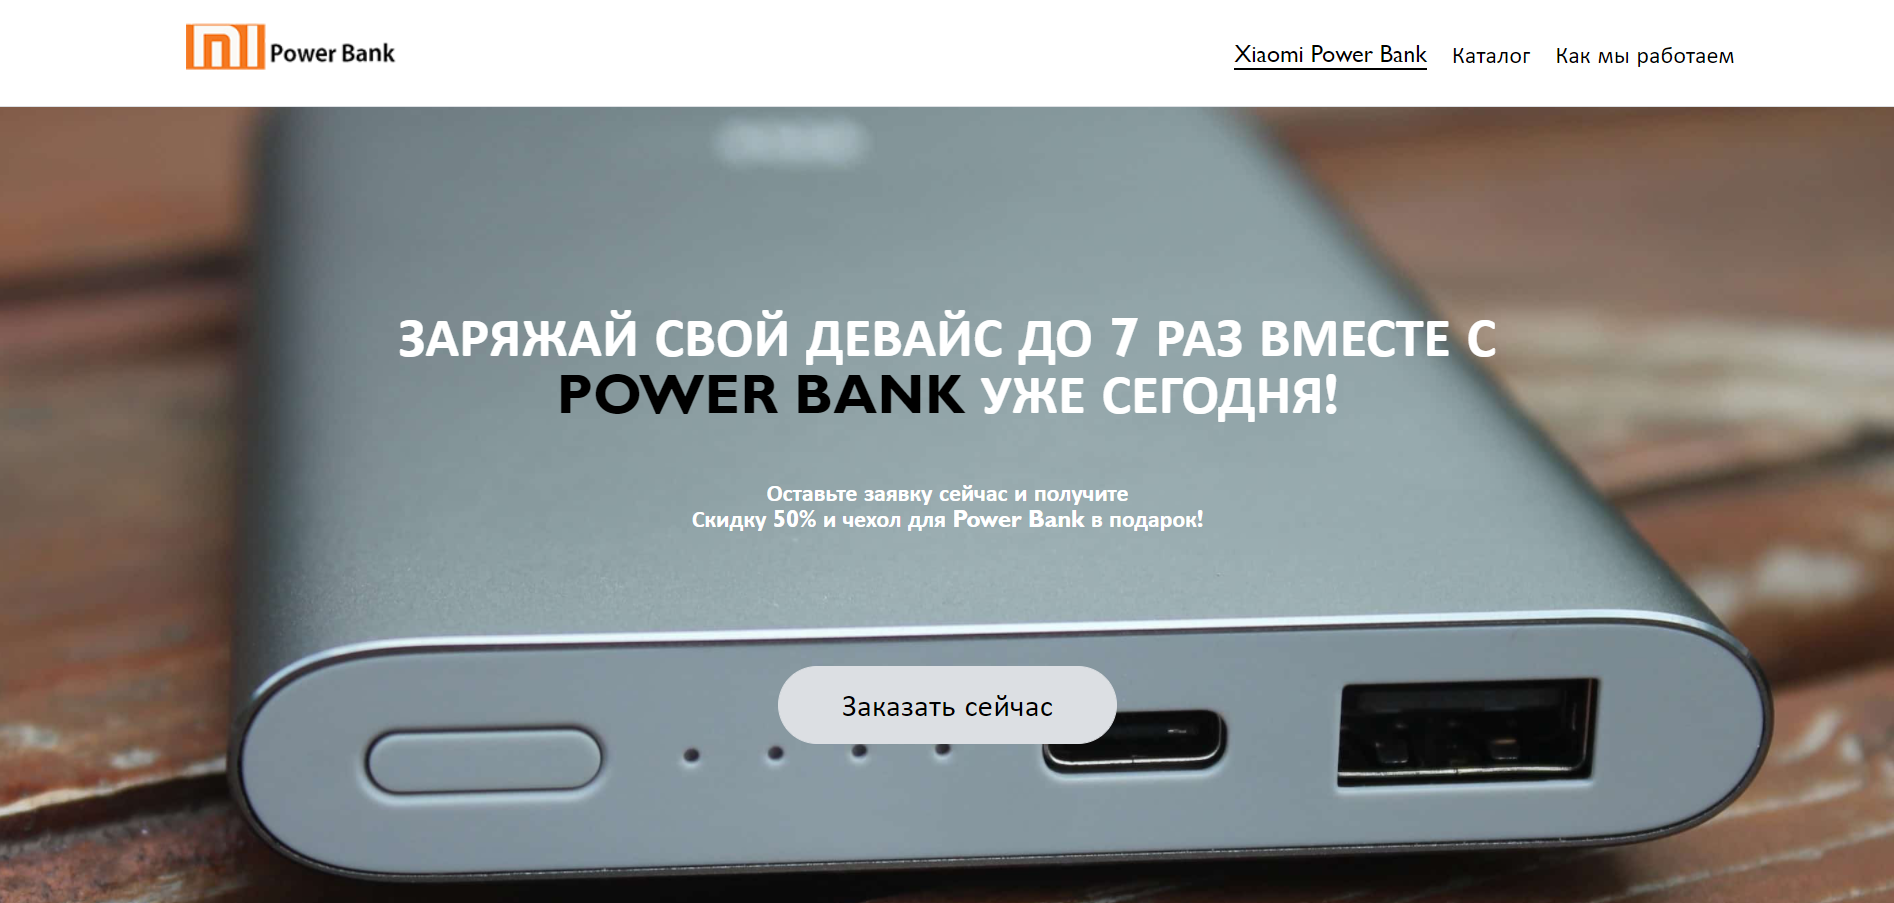 MI Power Bank
Xiaomi Power Bank
Каталог
Как мы работаем
ЗАРЯЖАЙ СВОЙ ДЕВАЙС ДО 7 РАЗ ВМЕСТЕ С
POWER BANK УЖЕ СЕГОДНЯ!
Оставьте заявку сейчас и получите
Скидку 50% и чехол для Power Bank в подарок!
Заказать сейчас